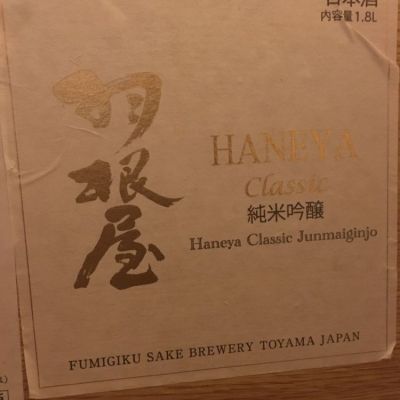 日本酒
内容量1.8L
羽根屋
HANEYA
Classic
純米吟醸
Haneya Classic Junmaiginjo
FUMIGIKU SAKE BREWERY TOYAMA JAPAN